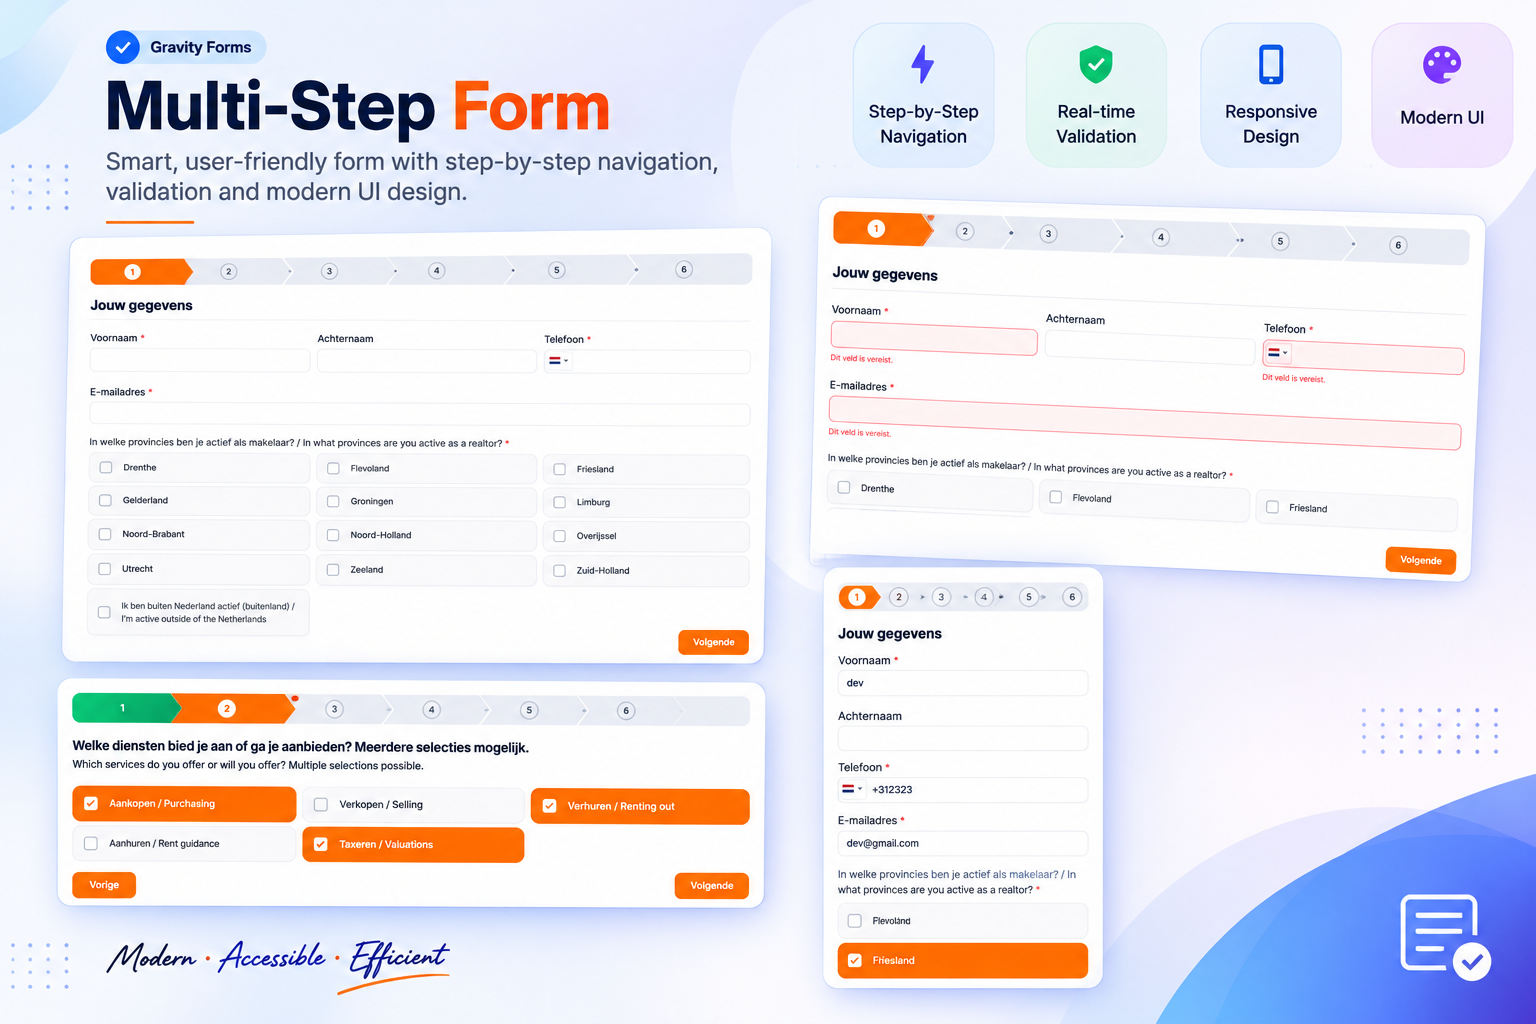 Gravity Forms
Multi-Step Form
Smart, user-friendly form with step-by-step navigation,
validation and modern UI design.
Step-by-Step
Navigation
Real-time
Validation
Responsive
Design
Modern UI
1 2 3 4 5 6
Jouw gegevens
Voornaam * Achternaam Telefoon *
E-mailadres *
In welke provincies ben je actief als makelaar? / In what provinces are you active as a realtor? *
Drenthe Flevoland Friesland
Gelderland Groningen Limburg
Noord-Brabant Noord-Holland Overijssel
Utrecht Zeeland Zuid-Holland
Ik ben buiten Nederland actief (buitenland) /
I'm active outside of the Netherlands
Volgende
1 2 3 4 5 6
Jouw gegevens
Voornaam * Achternaam Telefoon *
Dit veld is vereist. Dit veld is vereist.
E-mailadres *
Dit veld is vereist.
In welke provincies ben je actief als makelaar? / In what provinces are you active as a realtor? *
Drenthe Flevoland Friesland
Volgende
1 2 3 4 5 6
Welke diensten bied je aan of ga je aanbieden? Meerdere selecties mogelijk.
Which services do you offer or will you offer? Multiple selections possible.
Aankopen / Purchasing Verkopen / Selling Verhuren / Renting out
Aanhuren / Rent guidance Taxeren / Valuations
Vorige Volgende
1 2 3 4 5 6
Jouw gegevens
Voornaam *
dev
Achternaam
Telefoon *
+312323
E-mailadres *
dev@gmail.com
In welke provincies ben je actief als makelaar? / In
what provinces are you active as a realtor? *
Flevoland
Friesland
Modern • Accessible • Efficient